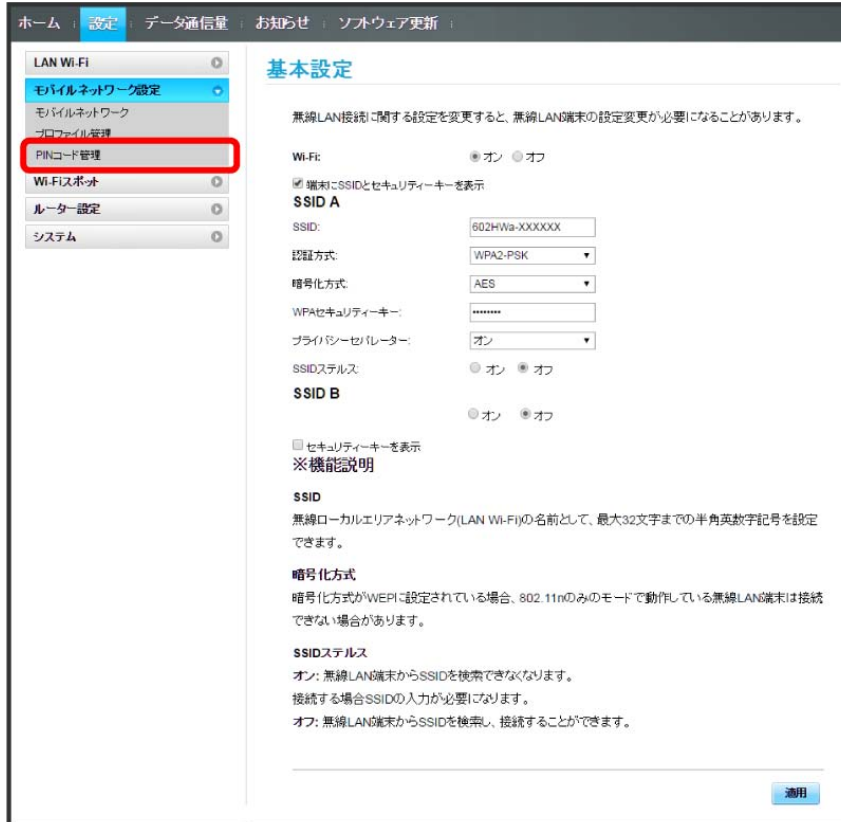 ホーム 設定 データ通信量 お知らせ ソフトウェア更新
LAN Wi-Fi
モバイルネットワーク設定
モバイルネットワーク
プロファイル管理
PINコード管理
Wi-Fiスポット
ルーター設定
システム
基本設定
無線LAN接続に関する設定を変更すると、無線LAN端末の設定変更が必要になることがあります。
Wi-Fi: オン オフ
端末にSSIDとセキュリティーキーを表示
SSID A
SSID: 602HWa-XXXXXX
認証方式: WPA2-PSK
暗号化方式: AES
WPAセキュリティーキー: ••••••••
プライバシーセパレーター: オン
SSIDステルス: オン オフ
SSID B
オン オフ
セキュリティーキーを表示
※機能説明
SSID
無線ローカルエリアネットワーク(LAN Wi-Fi)の名前として、最大32文字までの半角英数字記号を設定
できます。
暗号化方式
暗号化方式がWEPに設定されている場合、802.11nのみのモードで動作している無線LAN端末は接続
できない場合があります。
SSIDステルス
オン: 無線LAN端末からSSIDを検索できなくなります。
接続する場合SSIDの入力が必要になります。
オフ: 無線LAN端末からSSIDを検索し、接続することができます。
適用